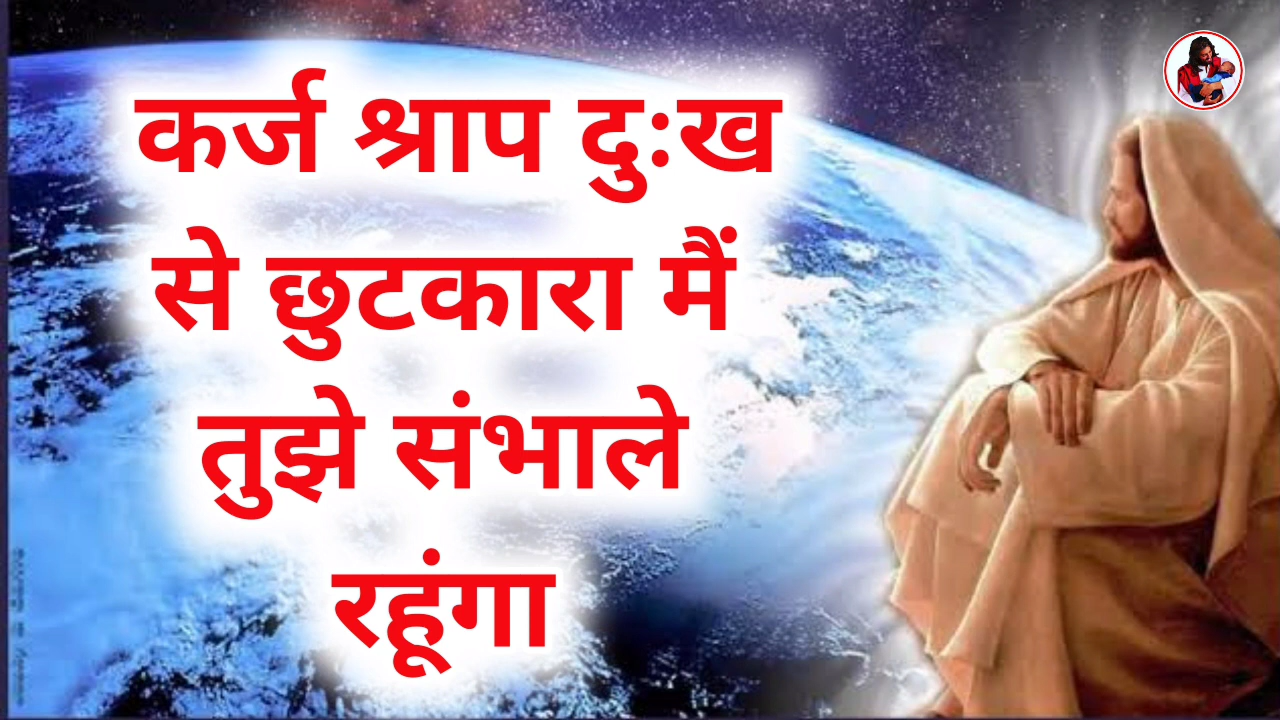 कर्ज श्राप दुःख
से छुटकारा मैं
तुझे संभाले
रहूंगा